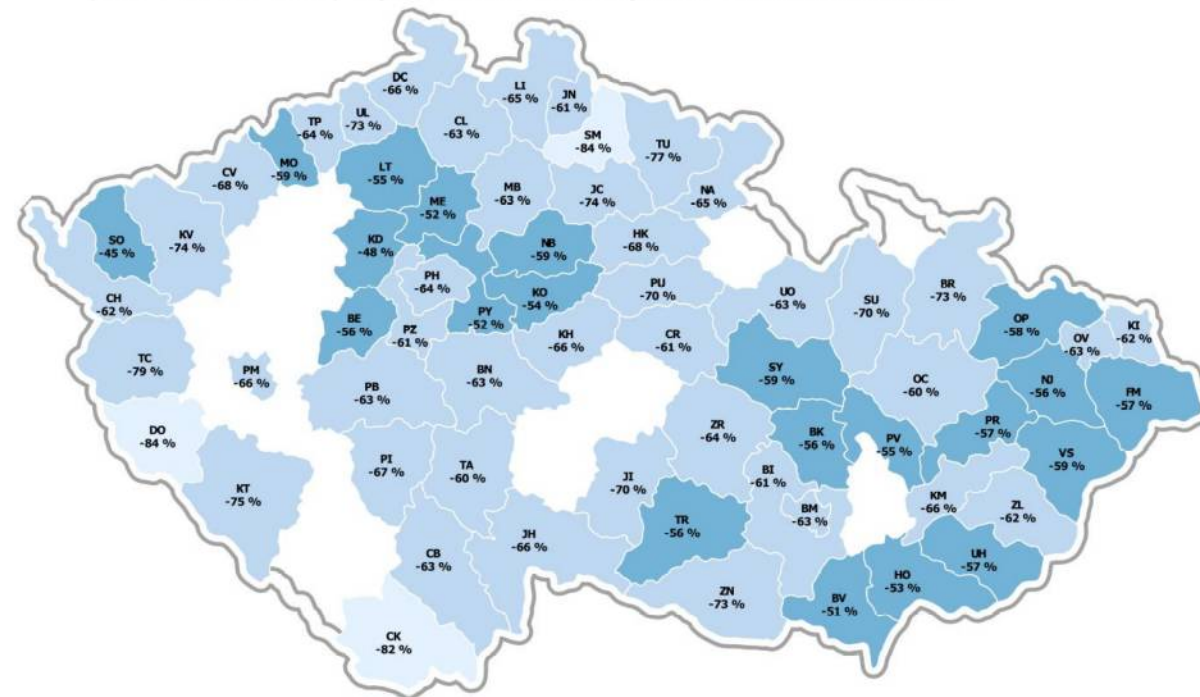 DC
-66 %
LI
-65 %
JN
-61 %
TP
-64 %
UL
-73 %
CL
-63 %
SM
-84 %
TU
-77 %
MO
-59 %
LT
-55 %
CV
-68 %
ME
-52 %
MB
-63 %
JC
-74 %
NA
-65 %
SO
-45 %
KV
-74 %
KD
-48 %
NB
-59 %
HK
-68 %
PH
-64 %
KO
-54 %
PU
-70 %
UO
-63 %
SU
-70 %
BR
-73 %
CH
-62 %
BE
-56 %
PZ
-61 %
PY
-52 %
KH
-66 %
CR
-61 %
OP
-58 %
OV
-63 %
KI
-62 %
TC
-79 %
PM
-66 %
PB
-63 %
BN
-63 %
SY
-59 %
OC
-60 %
NJ
-56 %
FM
-57 %
DO
-84 %
ZR
-64 %
BK
-56 %
PV
-55 %
PR
-57 %
VS
-59 %
KT
-75 %
PI
-67 %
TA
-60 %
JI
-70 %
BI
-61 %
BM
-63 %
KM
-66 %
ZL
-62 %
TR
-56 %
JH
-66 %
CB
-63 %
UH
-57 %
HO
-53 %
ZN
-73 %
BV
-51 %
CK
-82 %